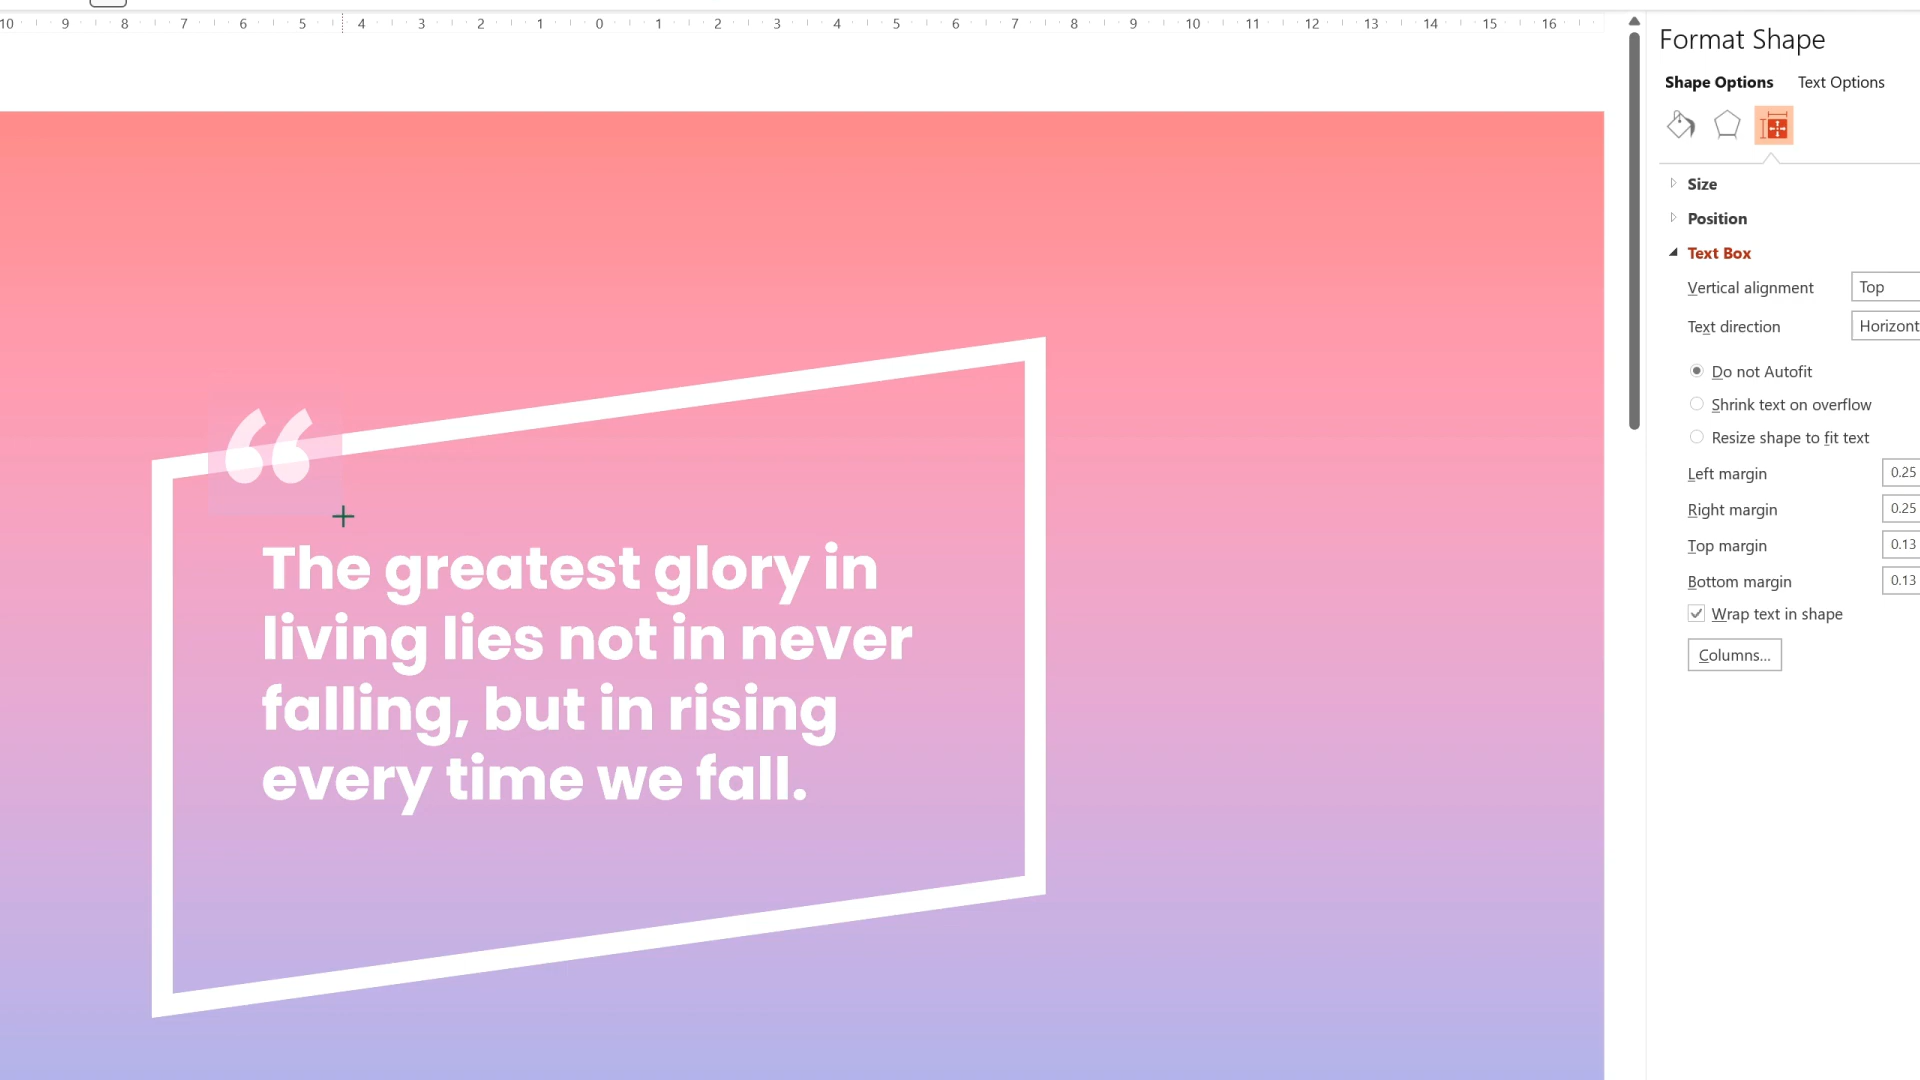 10 9 8 7 6 5 4 3 2 1 0 1 2 3 4 5 6 7 8 9 10 11 12 13 14 15 16
Format Shape
Shape Options Text Options
Size
Position
Text Box
Vertical alignment Top
Text direction Horizont
Do not Autofit
Shrink text on overflow
Resize shape to fit text
Left margin 0.25
Right margin 0.25
Top margin 0.13
Bottom margin 0.13
Wrap text in shape
Columns...
“
The greatest glory in
living lies not in never
falling, but in rising
every time we fall.